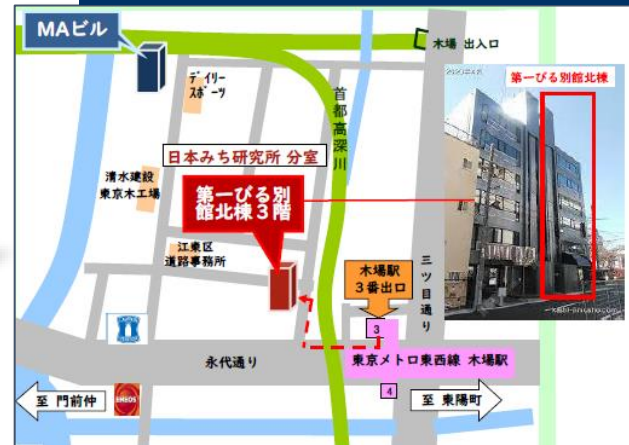 MAビル
木場 出入口
デイリー
スポーツ
首都高深川
第一びる別館北棟
日本みち研究所 分室
清水建設
東京木工場
第一びる別
館北棟3階
江東区
道路事務所
木場駅
3番出口
三ツ目通り
3
永代通り
東京メトロ東西線 木場駅
至 門前仲
ENEOS
4
至 東陽町